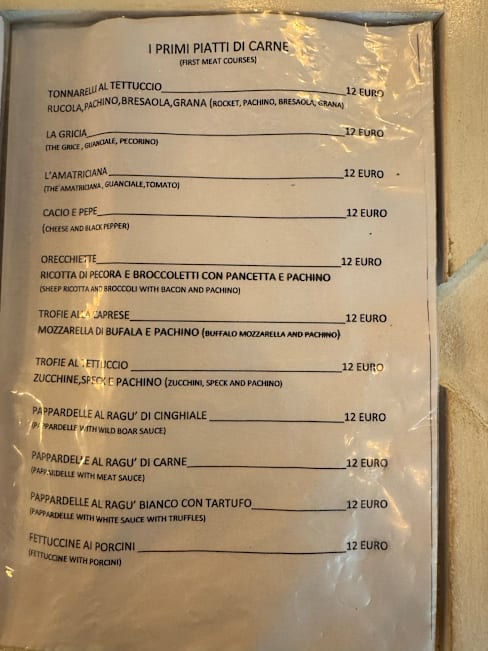 I PRIMI PIATTI DI CARNE
(FIRST MEAT COURSES)
TONNARELLI AL TETTUCCIO 12 EURO
RUCOLA,PACHINO,BRESAOLA,GRANA (ROCKET, PACHINO, BRESAOLA, GRANA)
LA GRICIA 12 EURO
(THE GRICE, GUANCIALE, PECORINO)
L'AMATRICIANA 12 EURO
(THE AMATRICIANA, GUANCIALE,TOMATO)
CACIO E PEPE 12 EURO
(CHEESE AND BLACK PEPPER)
ORECCHIETTE 12 EURO
RICOTTA DI PECORA E BROCCOLETTI CON PANCETTA E PACHINO
(SHEEP RICOTTA AND BROCCOLI WITH BACON AND PACHINO)
TROFIE ALLA CAPRESE 12 EURO
MOZZARELLA DI BUFALA E PACHINO (BUFFALO MOZZARELLA AND PACHINO)
TROFIE AL TETTUCCIO 12 EURO
ZUCCHINE,SPECK E PACHINO (ZUCCHINI, SPECK AND PACHINO)
PAPPARDELLE AL RAGU' DI CINGHIALE 12 EURO
(PAPPARDELLE WITH WILD BOAR SAUCE)
PAPPARDELLE AL RAGU' DI CARNE 12 EURO
(PAPPARDELLE WITH MEAT SAUCE)
PAPPARDELLE AL RAGU' BIANCO CON TARTUFO 12 EURO
(PAPPARDELLE WITH WHITE SAUCE WITH TRUFFLES)
FETTUCCINE AI PORCINI 12 EURO
(FETTUCCINE WITH PORCINI)